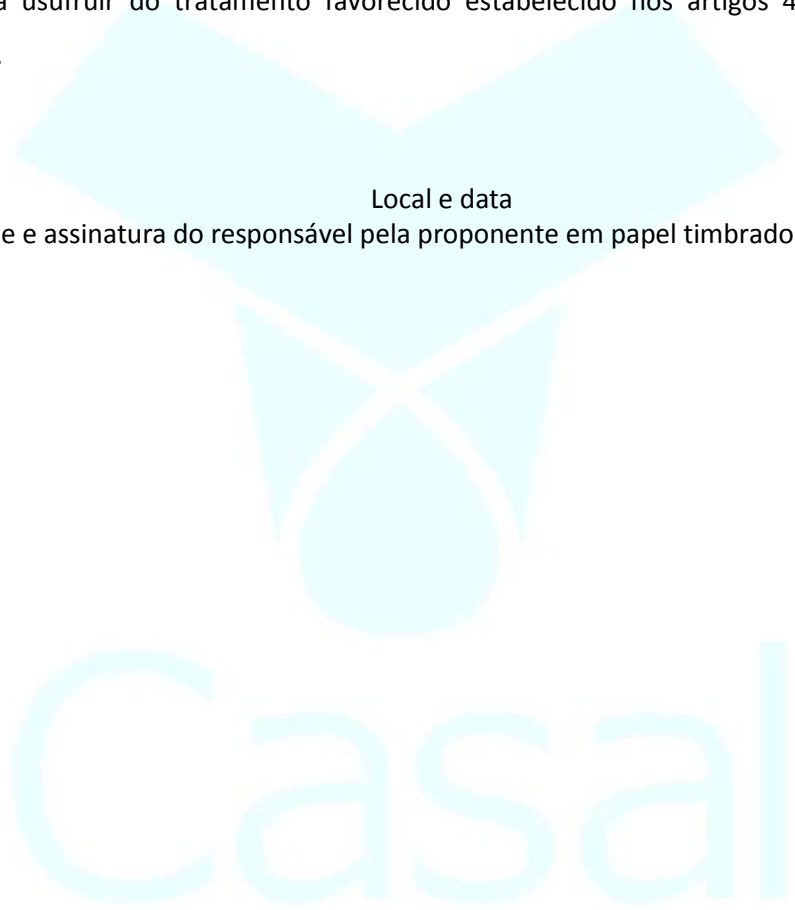 a usufruir do tratamento favorecido estabelecido nos artigos 4
.
Local e data
e e assinatura do responsável pela proponente em papel timbrado
Casal